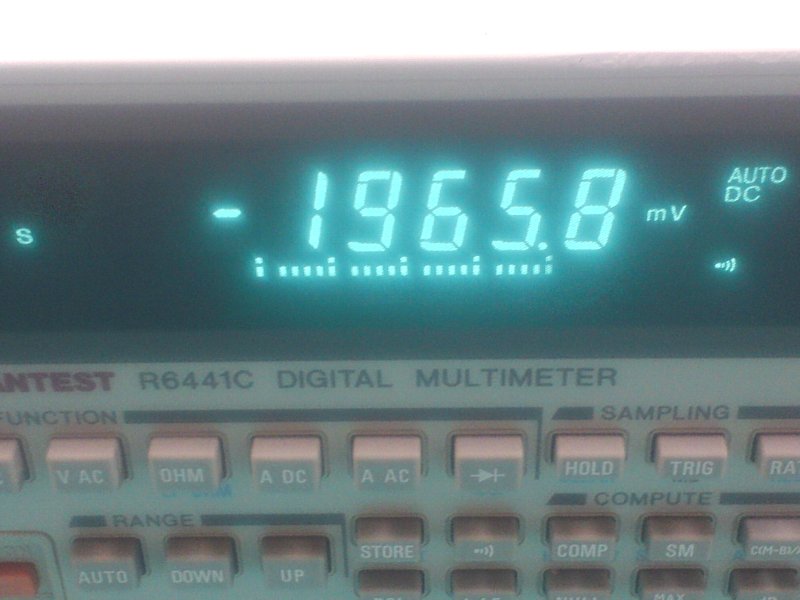 AUTO
DC
S -1965.8 mV
ANTEST R6441C DIGITAL MULTIMETER
FUNCTION SAMPLING
V AC OHM A DC A AC HOLD TRIG RA
COMPUTE
RANGE
STORE COMP SM
AUTO DOWN UP
MAX